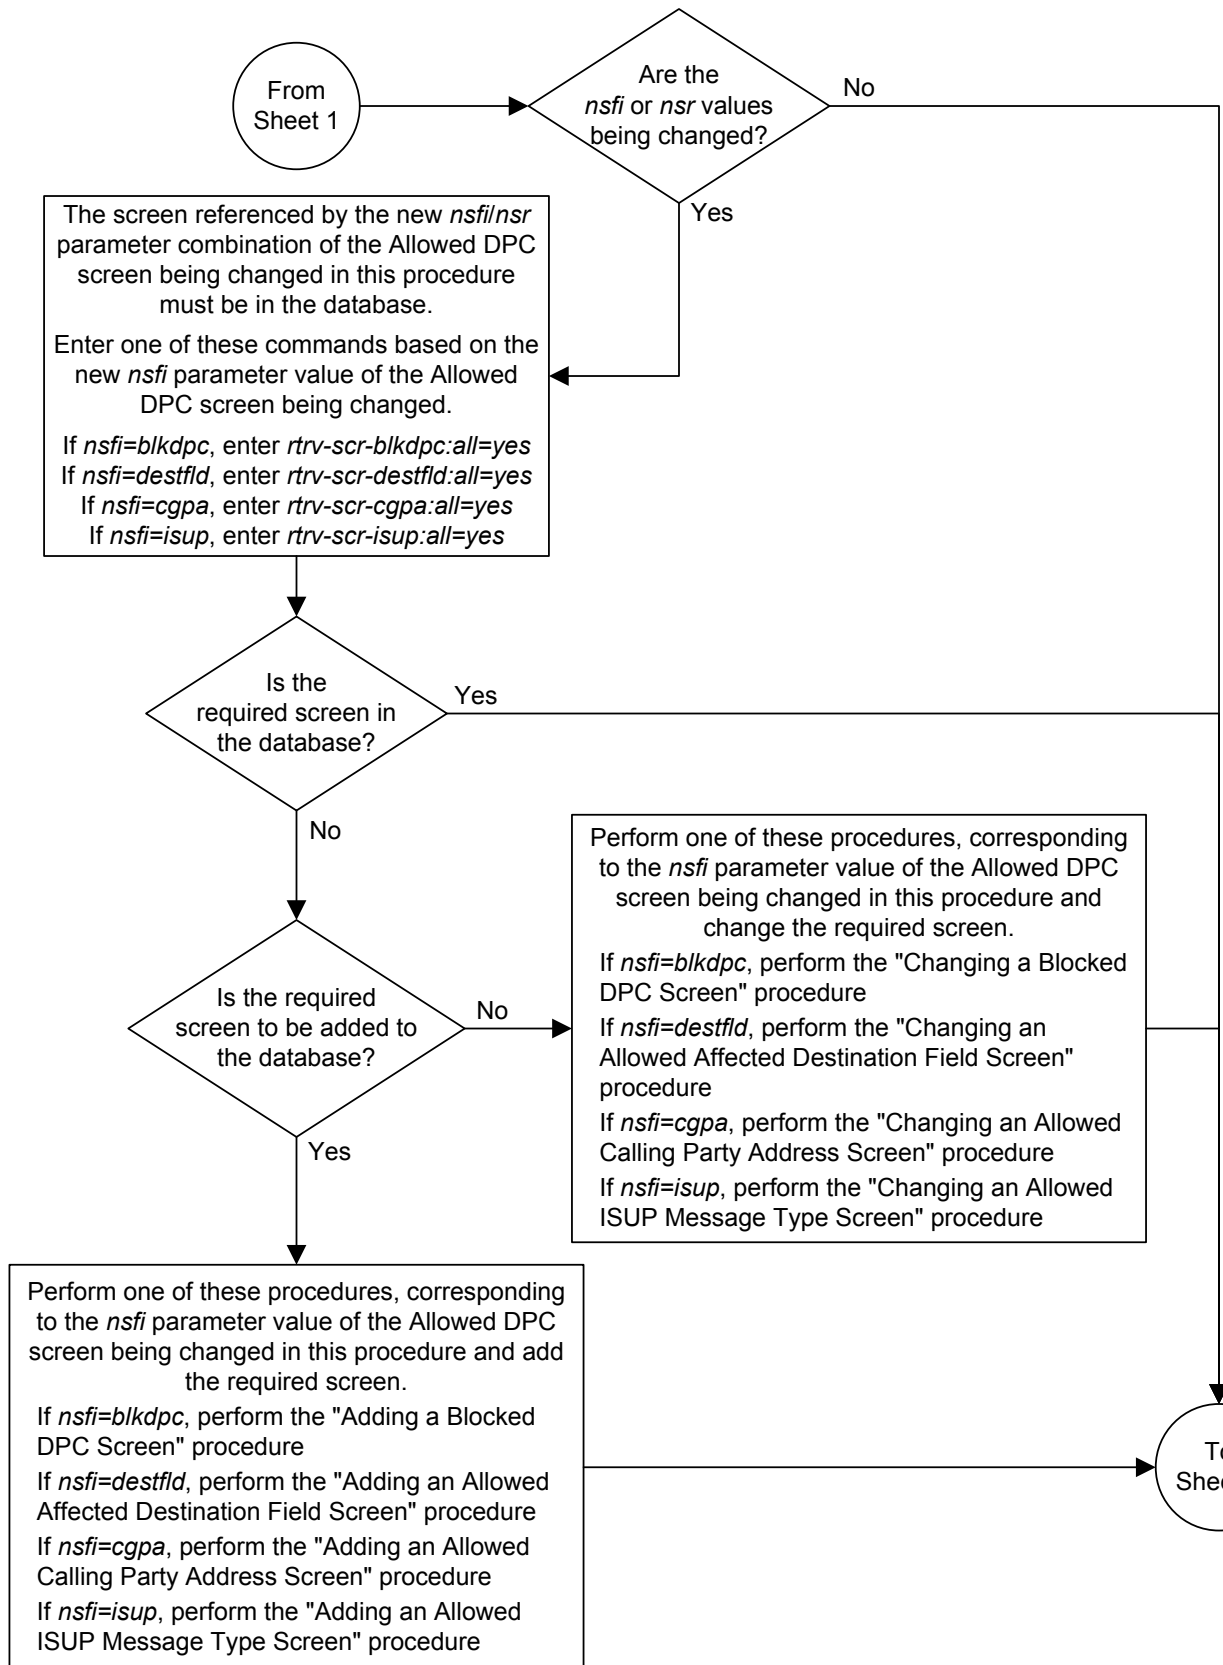 From
Sheet 1
Are the
nsfi or nsr values
being changed?
No
Yes
The screen referenced by the new nsfi/nsr
parameter combination of the Allowed DPC
screen being changed in this procedure
must be in the database.
Enter one of these commands based on the
new nsfi parameter value of the Allowed
DPC screen being changed.
If nsfi=blkdpc, enter rtrv-scr-blkdpc:all=yes
If nsfi=destfld, enter rtrv-scr-destfld:all=yes
If nsfi=cgpa, enter rtrv-scr-cgpa:all=yes
If nsfi=isup, enter rtrv-scr-isup:all=yes
Is the
required screen in
the database?
Yes
No
Is the required
screen to be added to
the database?
No
Yes
Perform one of these procedures, corresponding
to the nsfi parameter value of the Allowed DPC
screen being changed in this procedure and
change the required screen.
If nsfi=blkdpc, perform the "Changing a Blocked
DPC Screen" procedure
If nsfi=destfld, perform the "Changing an
Allowed Affected Destination Field Screen"
procedure
If nsfi=cgpa, perform the "Changing an Allowed
Calling Party Address Screen" procedure
If nsfi=isup, perform the "Changing an Allowed
ISUP Message Type Screen" procedure
Perform one of these procedures, corresponding
to the nsfi parameter value of the Allowed DPC
screen being changed in this procedure and add
the required screen.
If nsfi=blkdpc, perform the "Adding a Blocked
DPC Screen" procedure
If nsfi=destfld, perform the "Adding an Allowed
Affected Destination Field Screen" procedure
If nsfi=cgpa, perform the "Adding an Allowed
Calling Party Address Screen" procedure
If nsfi=isup, perform the "Adding an Allowed
ISUP Message Type Screen" procedure